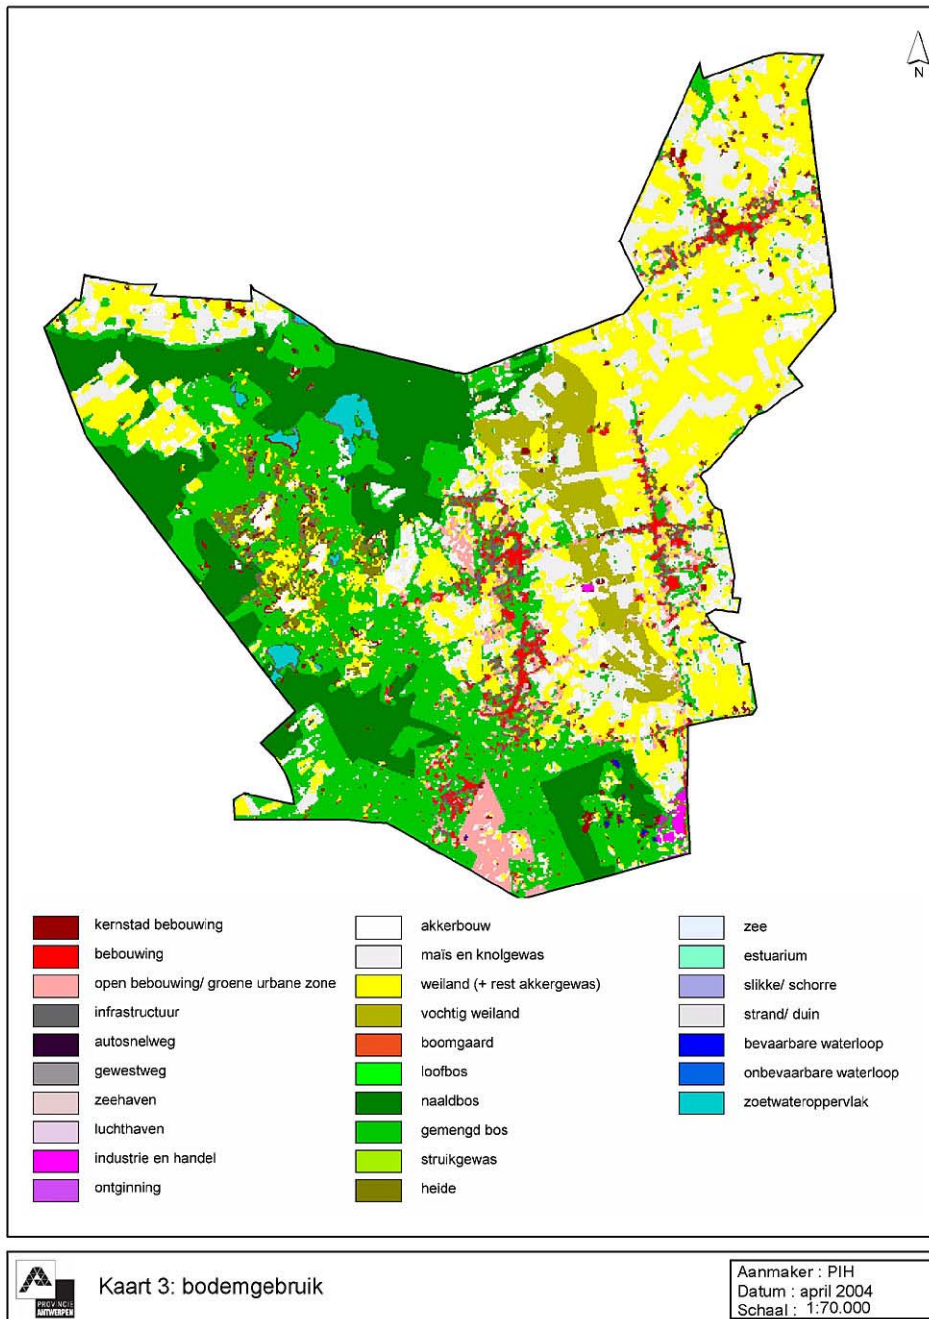 N
kernstad bebouwing
bebouwing
open bebouwing/ groene urbane zone
infrastructuur
autosnelweg
gewestweg
zeehaven
luchthaven
industrie en handel
ontginning
akkerbouw
maïs en knolgewas
weiland (+ rest akkergewas)
vochtig weiland
boomgaard
loofbos
naaldbos
gemengd bos
struikgewas
heide
zee
estuarium
slikke/ schorre
strand/ duin
bevaarbare waterloop
onbevaarbare waterloop
zoetwateroppervlak
PROVINCIE
ANTWERPEN
Kaart 3: bodemgebruik
Aanmaker : PIH
Datum : april 2004
Schaal : 1:70.000